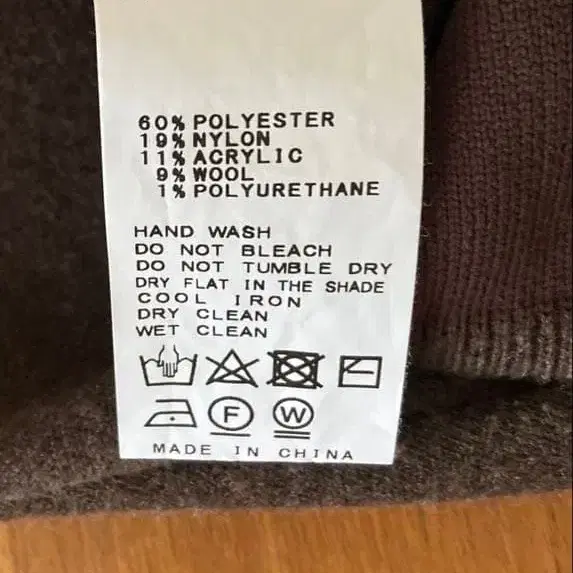 60% POLYESTER
19% NYLON
11% ACRYLIC
9% WOOL
1% POLYURETHANE
HAND WASH
DO NOT BLEACH
DO NOT TUMBLE DRY
DRY FLAT IN THE SHADE
COOL IRON
DRY CLEAN
WET CLEAN
F W
MADE IN CHINA